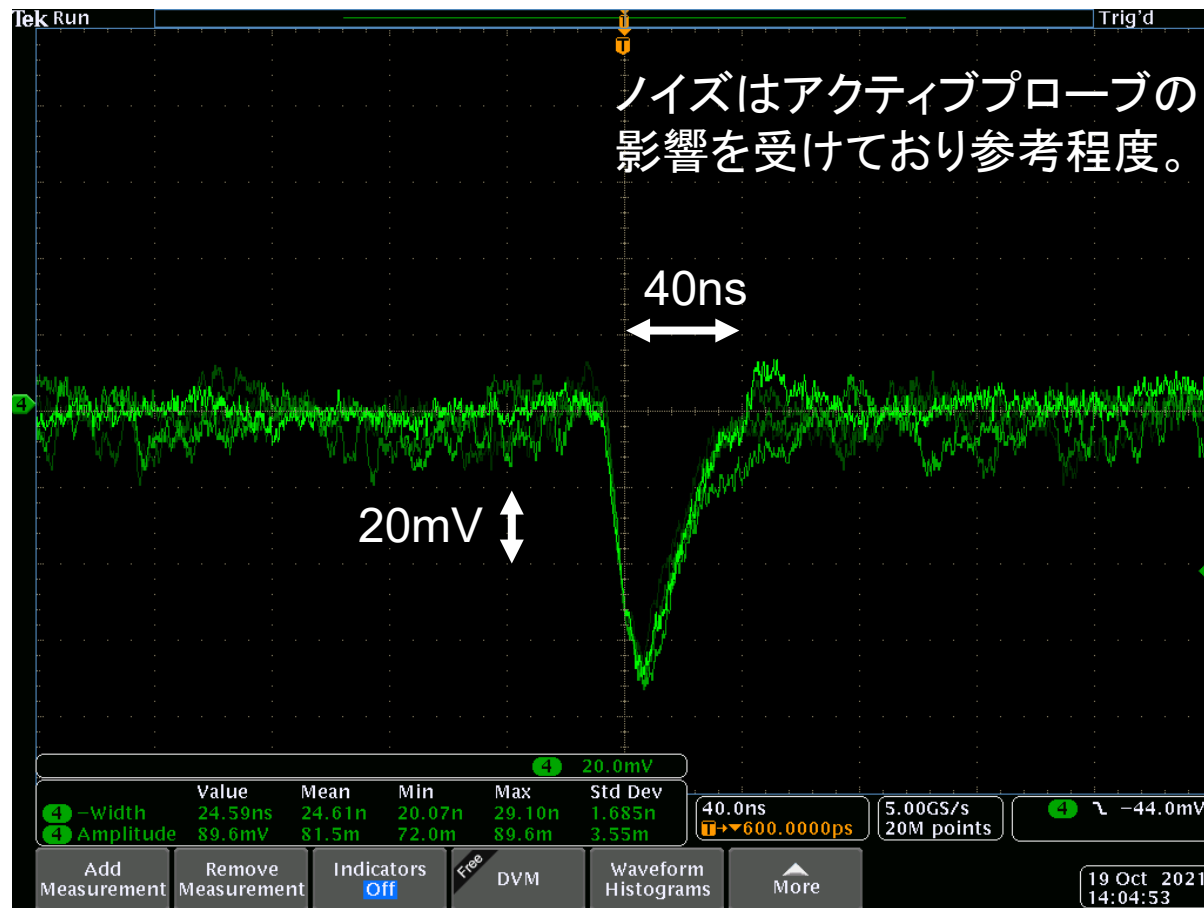 Tek Run
Trig'd
T
ノイズはアクティブプローブの
影響を受けており参考程度。
40ns
4
20mV
4 20.0mV
Value Mean Min Max Std Dev
4 -Width 24.59ns 24.61n 20.07n 29.10n 1.685n
4 Amplitude 89.6mV 81.5m 72.0m 89.6m 3.55m
40.0ns
T→▼600.0000ps
5.00GS/s
20M points
4 -44.0mV
Add
Measurement
Remove
Measurement
Indicators
Off
Free
DVM
Waveform
Histograms
More
19 Oct 2021
14:04:53